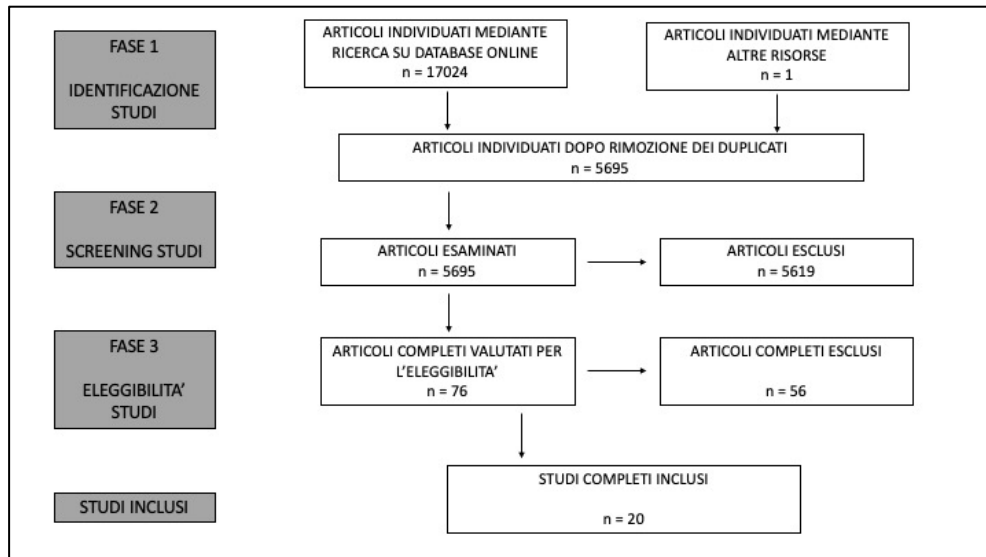 FASE 1
IDENTIFICAZIONE
STUDI
ARTICOLI INDIVIDUATI MEDIANTE
RICERCA SU DATABASE ONLINE
n = 17024
ARTICOLI INDIVIDUATI MEDIANTE
ALTRE RISORSE
n = 1
ARTICOLI INDIVIDUATI DOPO RIMOZIONE DEI DUPLICATI
n = 5695
FASE 2
SCREENING STUDI
ARTICOLI ESAMINATI
n = 5695
ARTICOLI ESCLUSI
n = 5619
FASE 3
ELEGGIBILITA’
STUDI
ARTICOLI COMPLETI VALUTATI PER
L’ELEGGIBILITA’
n = 76
ARTICOLI COMPLETI ESCLUSI
n = 56
STUDI INCLUSI
STUDI COMPLETI INCLUSI
n = 20